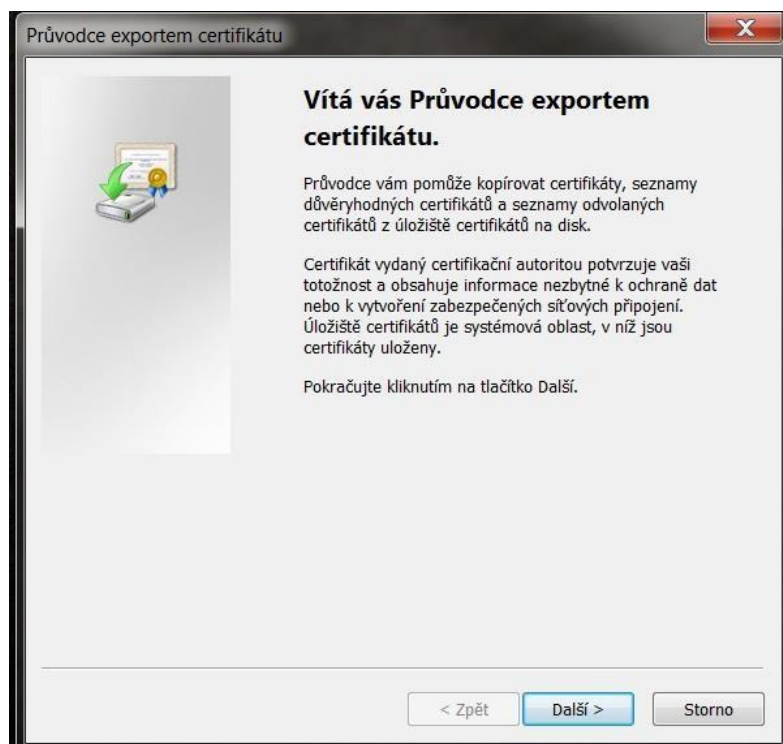 Průvodce exportem certifikátu
Vítá vás Průvodce exportem
certifikátu.
Průvodce vám pomůže kopírovat certifikáty, seznamy
důvěryhodných certifikátů a seznamy odvolaných
certifikátů z úložiště certifikátů na disk.
Certifikát vydaný certifikační autoritou potvrzuje vaši
totožnost a obsahuje informace nezbytné k ochraně dat
nebo k vytvoření zabezpečených síťových připojení.
Úložiště certifikátů je systémová oblast, v níž jsou
certifikáty uloženy.
Pokračujte kliknutím na tlačítko Další.
< Zpět
Další >
Storno